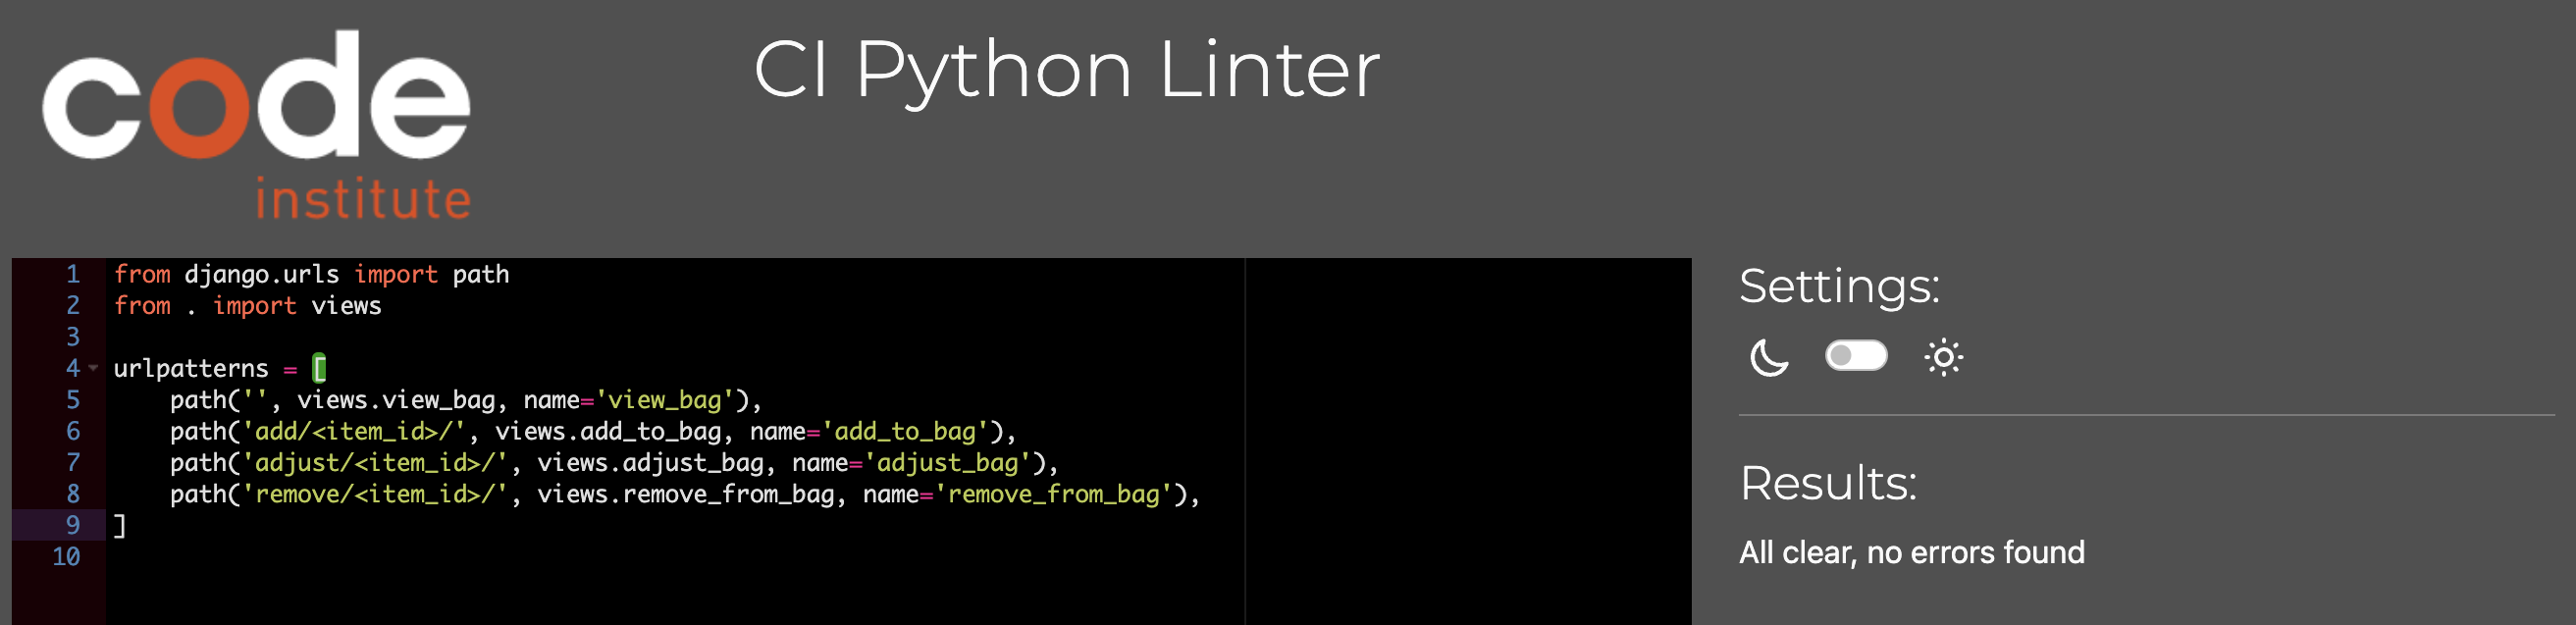 code
institute
CI Python Linter
1 from django.urls import path
2 from . import views
3
4 urlpatterns = [
5     path('', views.view_bag, name='view_bag'),
6     path('add/<item_id>/', views.add_to_bag, name='add_to_bag'),
7     path('adjust/<item_id>/', views.adjust_bag, name='adjust_bag'),
8     path('remove/<item_id>/', views.remove_from_bag, name='remove_from_bag'),
9 ]
10
Settings:
Results:
All clear, no errors found